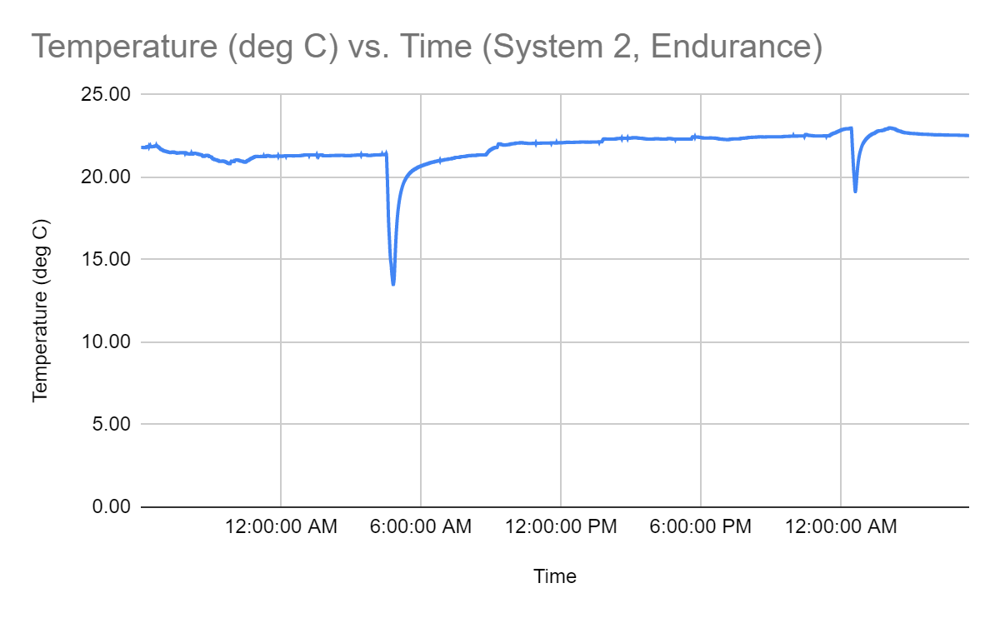 Temperature (deg C) vs. Time (System 2, Endurance)
25.00
20.00
15.00
10.00
5.00
0.00
Temperature (deg C)
12:00:00 AM
6:00:00 AM
12:00:00 PM
6:00:00 PM
12:00:00 AM
Time